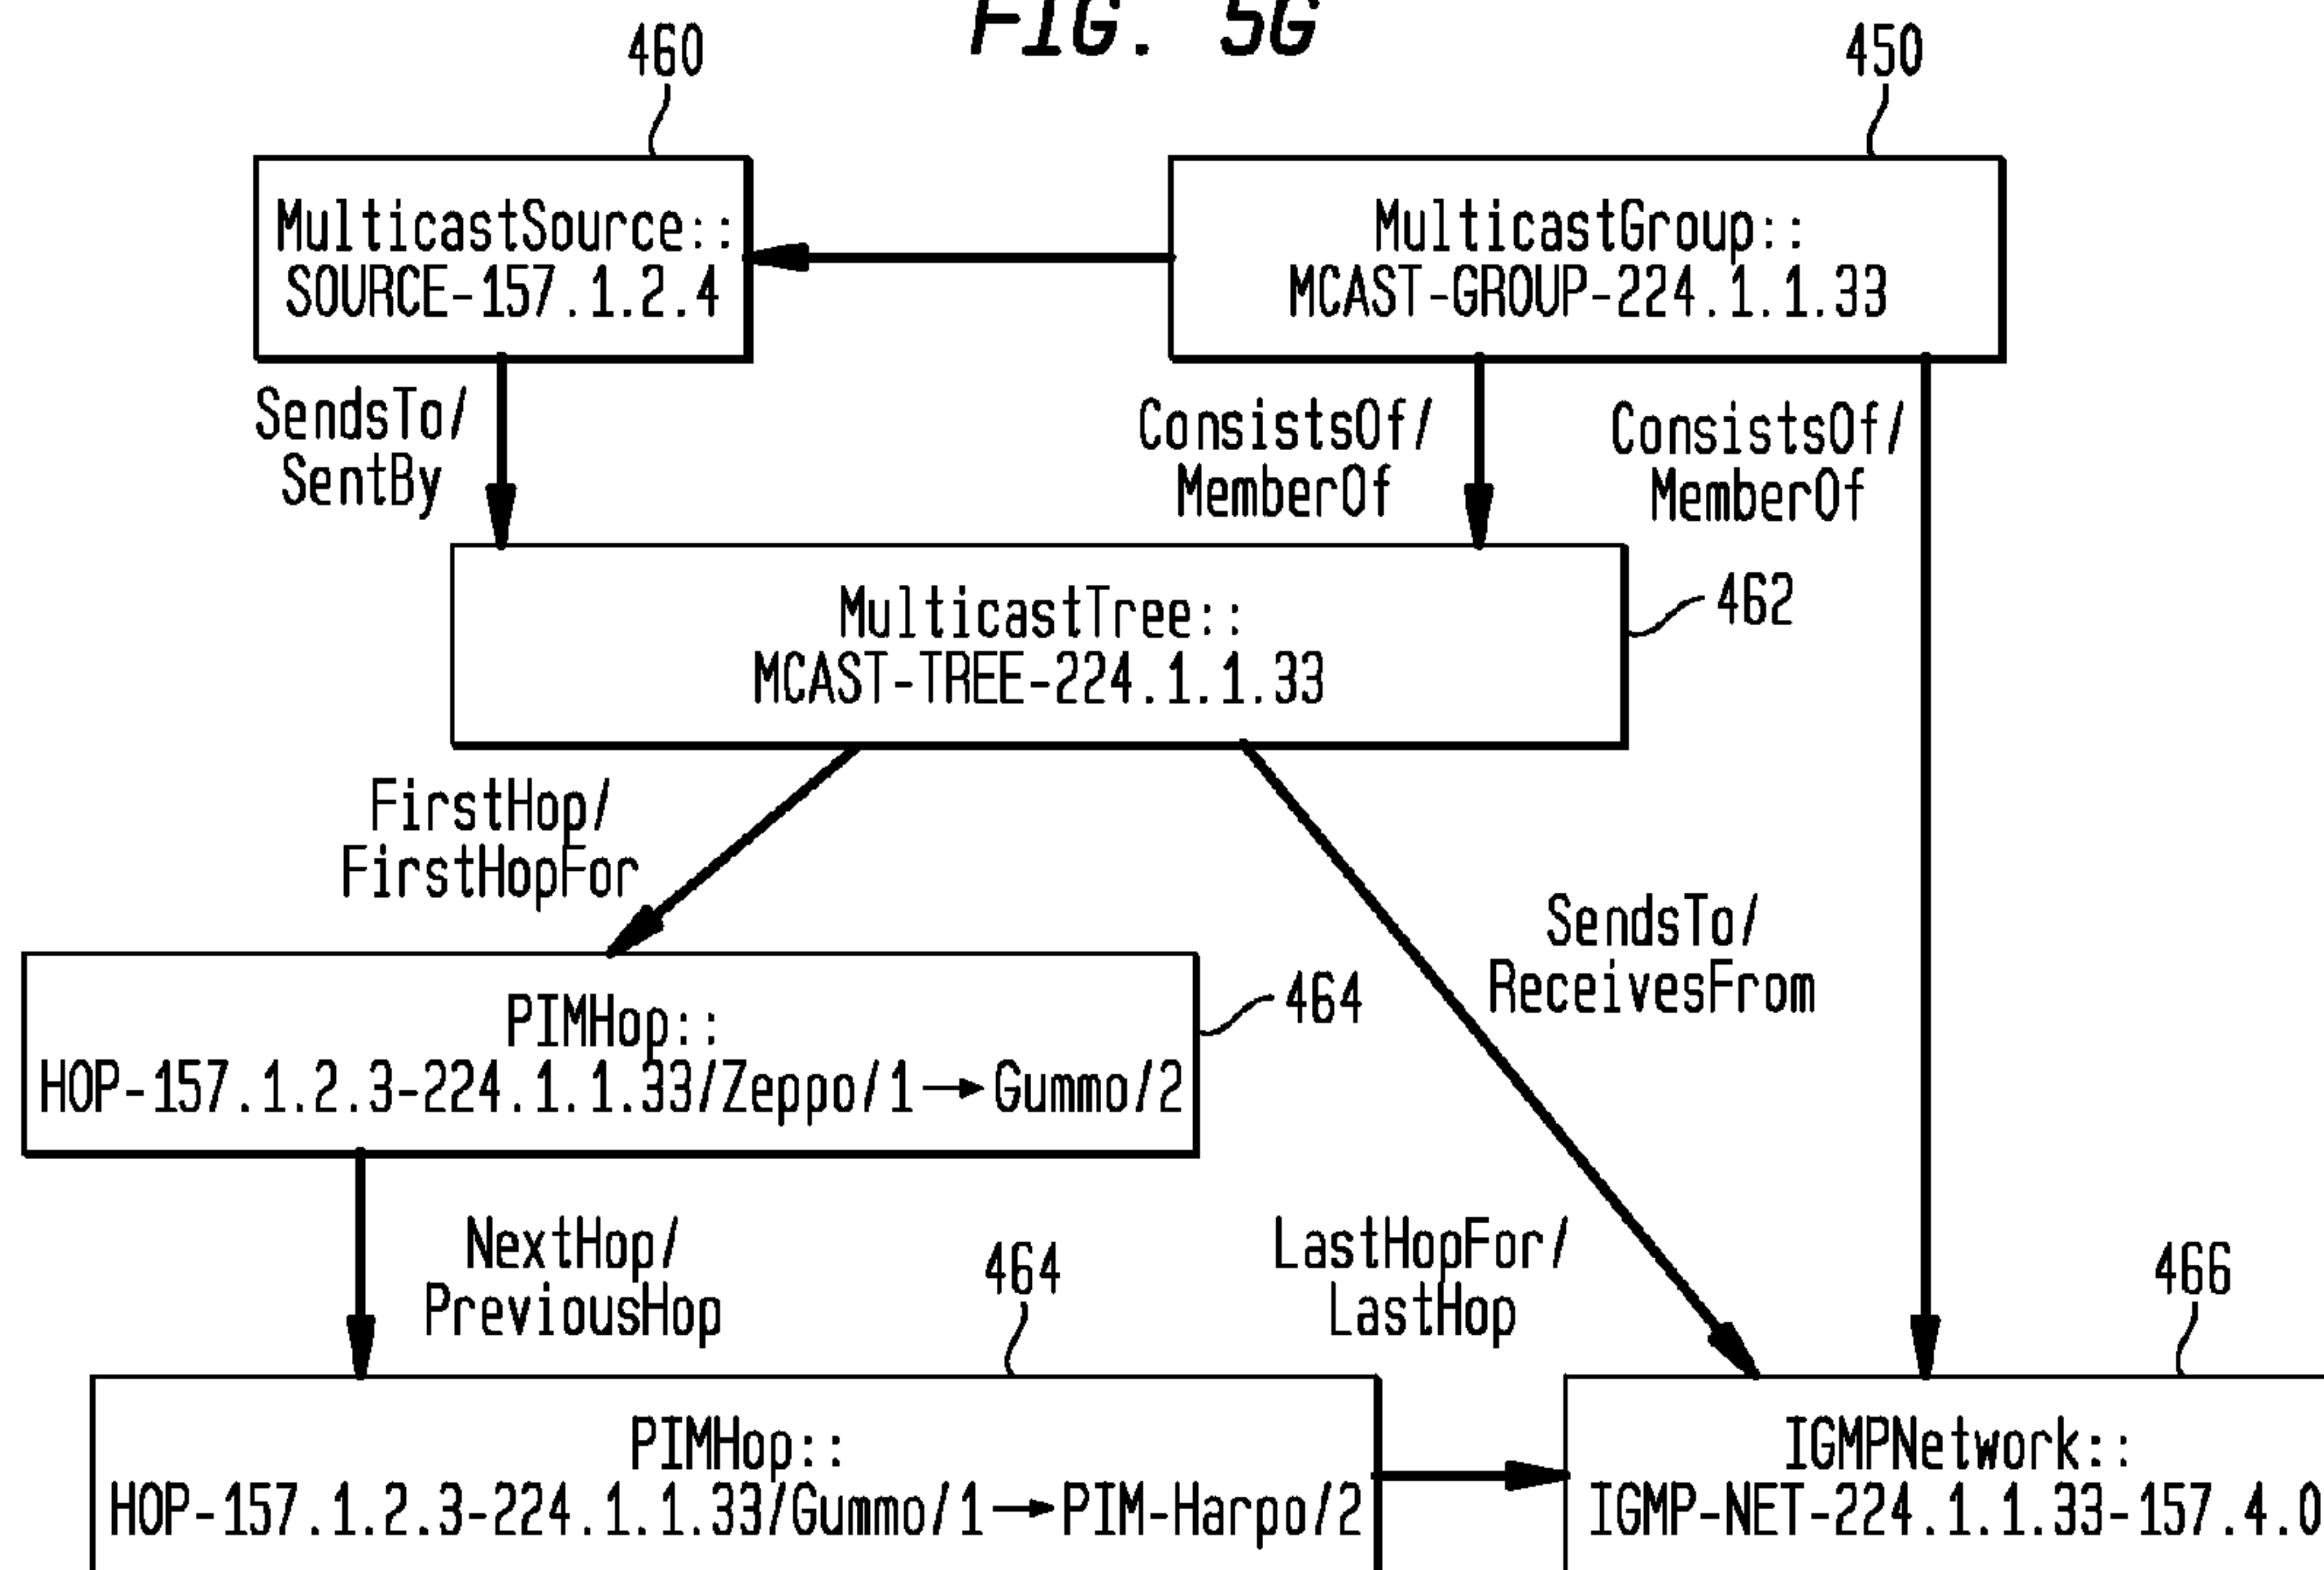 FIG. 5G
460
450
MulticastSource::
SOURCE-157.1.2.4
MulticastGroup::
MCAST-GROUP-224.1.1.33
SendsTo/
SentBy
ConsistsOf/
MemberOf
ConsistsOf/
MemberOf
MulticastTree::
MCAST-TREE-224.1.1.33
462
FirstHop/
FirstHopFor
SendsTo/
ReceivesFrom
PIMHop::
HOP-157.1.2.3-224.1.1.33/Zeppo/1→Gummo/2
464
NextHop/
PreviousHop
464
LastHopFor/
LastHop
466
PIMHop::
HOP-157.1.2.3-224.1.1.33/Gummo/1→PIM-Harpo/2
IGMPNetwork::
IGMP-NET-224.1.1.33-157.4.0